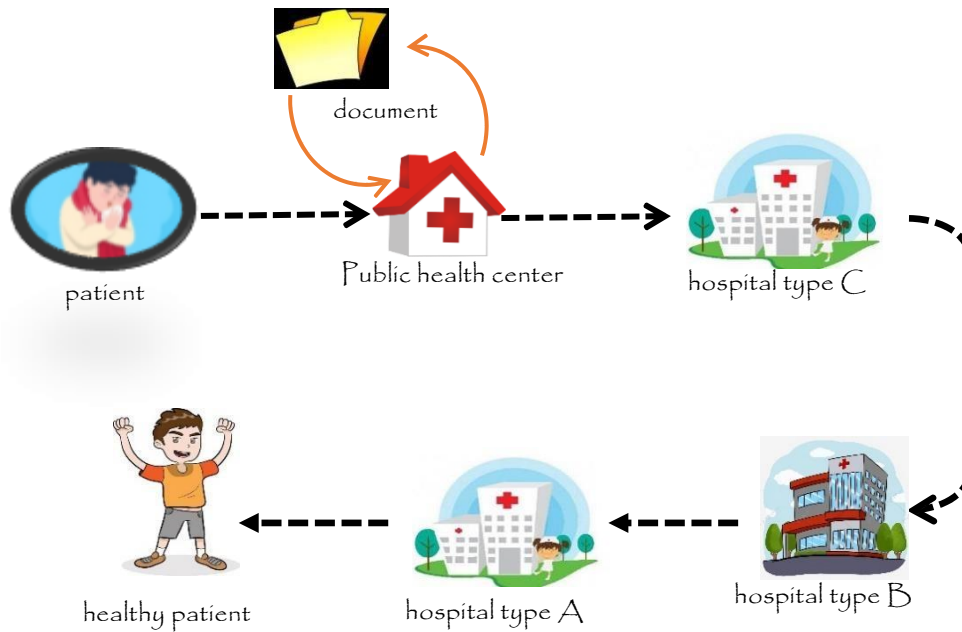 document
patient
Public health center
hospital type C
healthy patient
hospital type A
hospital type B